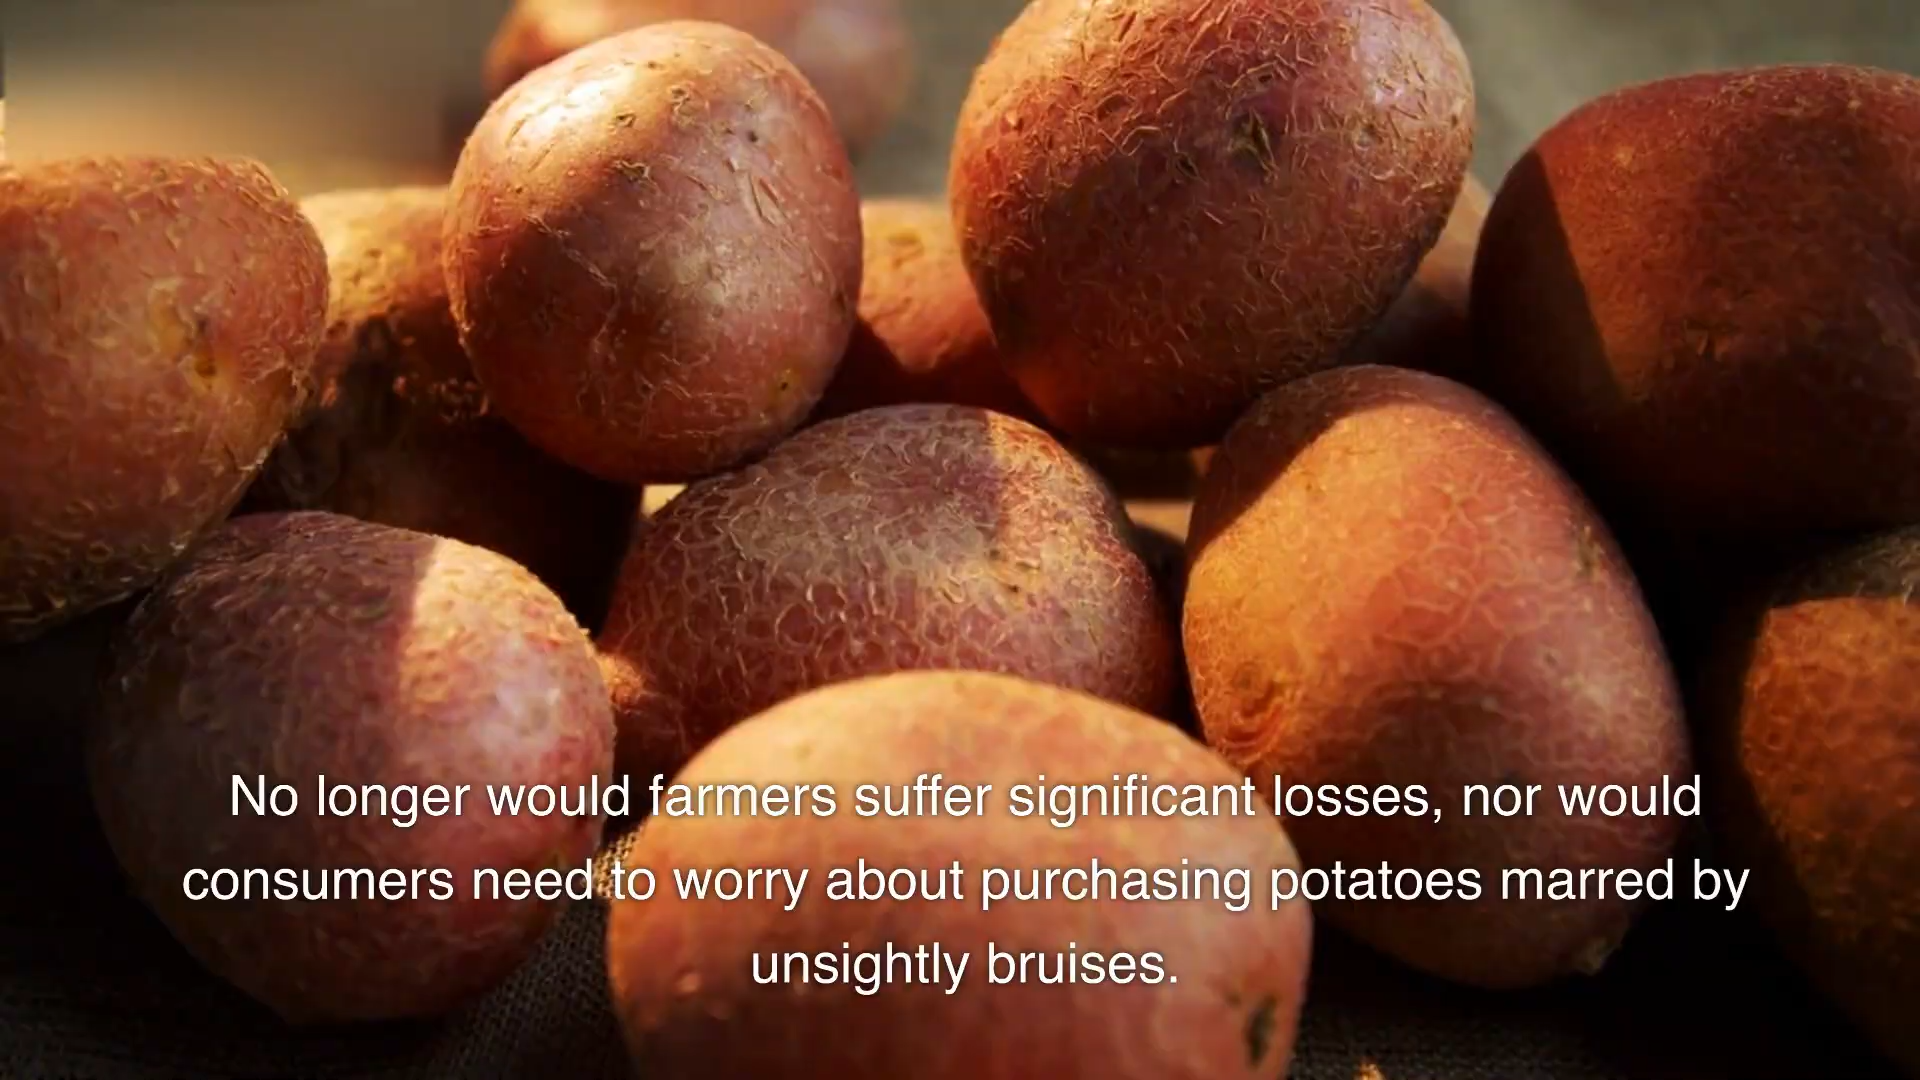 No longer would farmers suffer significant losses, nor would
consumers need to worry about purchasing potatoes marred by
unsightly bruises.